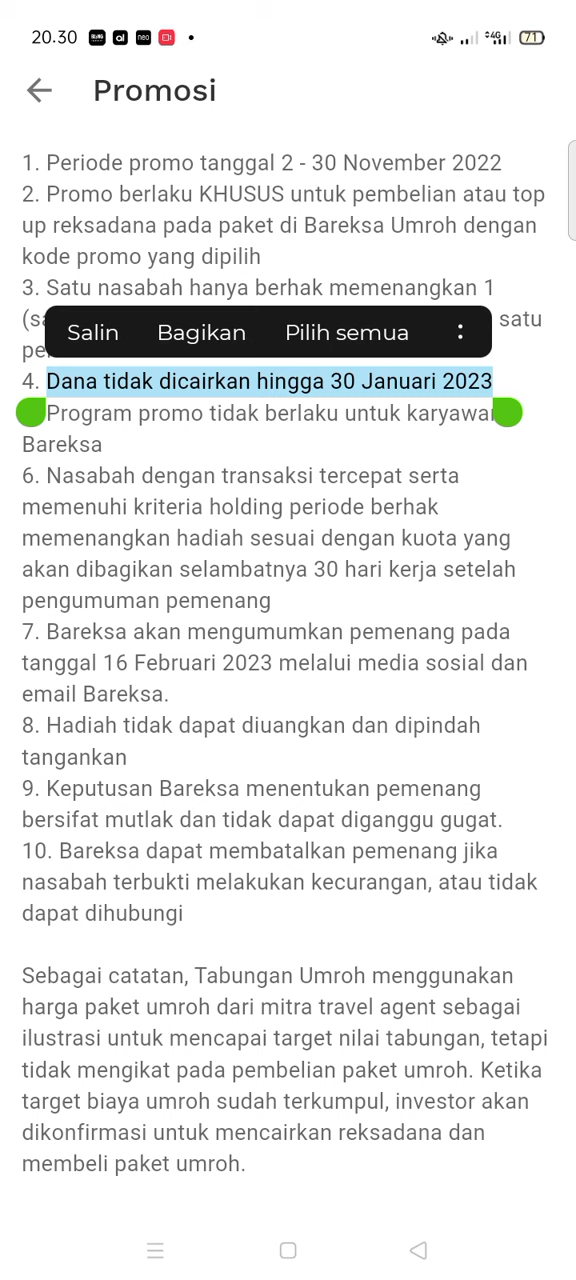 20.30
neo
4G
71
Promosi
1. Periode promo tanggal 2 - 30 November 2022
2. Promo berlaku KHUSUS untuk pembelian atau top
up reksadana pada paket di Bareksa Umroh dengan
kode promo yang dipilih
3. Satu nasabah hanya berhak memenangkan 1
satu
Salin Bagikan Pilih semua
4. Dana tidak dicairkan hingga 30 Januari 2023
Program promo tidak berlaku untuk karyawan
Bareksa
6. Nasabah dengan transaksi tercepat serta
memenuhi kriteria holding periode berhak
memenangkan hadiah sesuai dengan kuota yang
akan dibagikan selambatnya 30 hari kerja setelah
pengumuman pemenang
7. Bareksa akan mengumumkan pemenang pada
tanggal 16 Februari 2023 melalui media sosial dan
email Bareksa.
8. Hadiah tidak dapat diuangkan dan dipindah
tangankan
9. Keputusan Bareksa menentukan pemenang
bersifat mutlak dan tidak dapat diganggu gugat.
10. Bareksa dapat membatalkan pemenang jika
nasabah terbukti melakukan kecurangan, atau tidak
dapat dihubungi
Sebagai catatan, Tabungan Umroh menggunakan
harga paket umroh dari mitra travel agent sebagai
ilustrasi untuk mencapai target nilai tabungan, tetapi
tidak mengikat pada pembelian paket umroh. Ketika
target biaya umroh sudah terkumpul, investor akan
dikonfirmasi untuk mencairkan reksadana dan
membeli paket umroh.